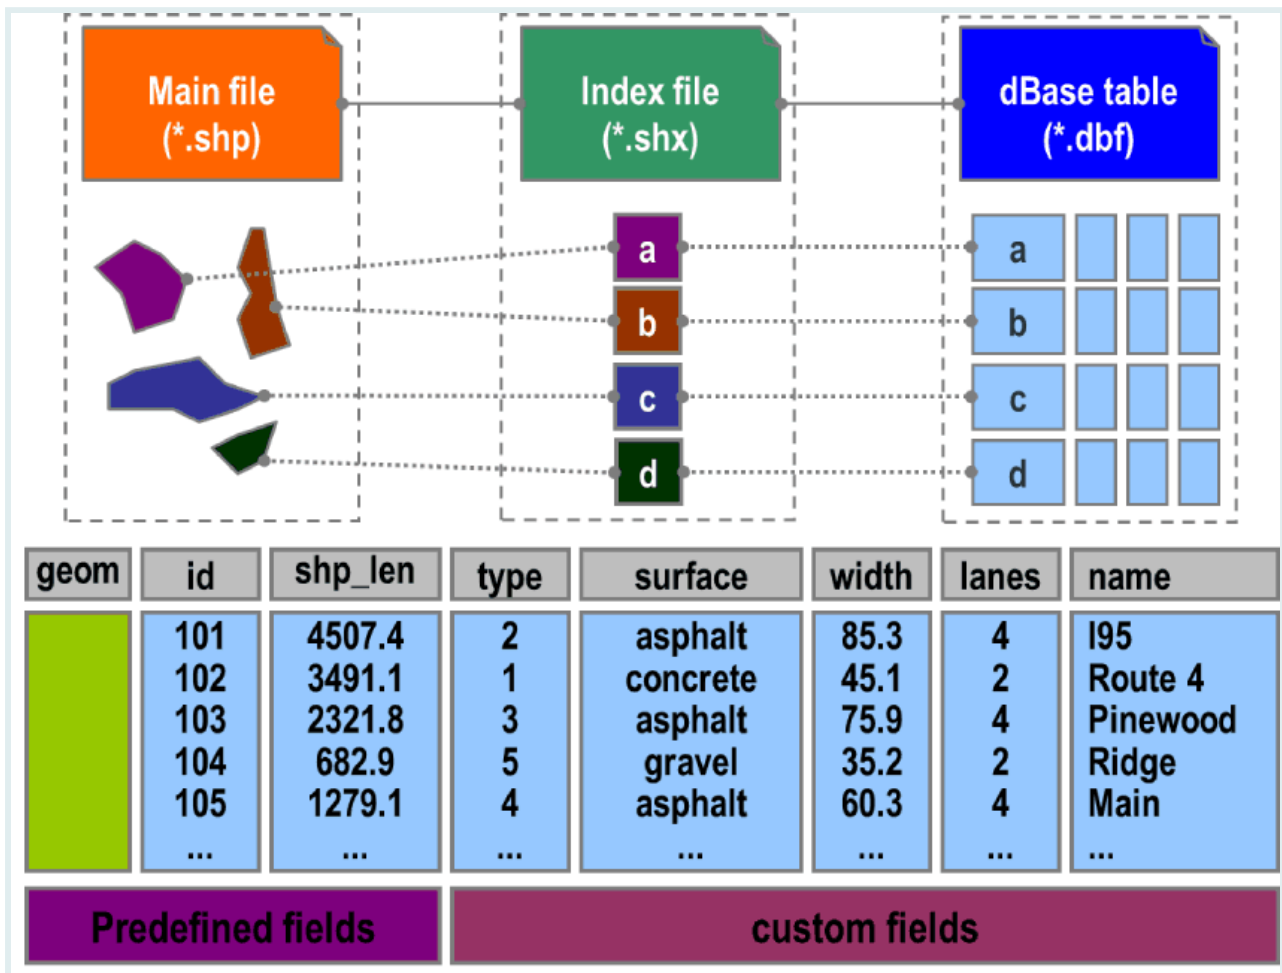 Main file
(*.shp)
Index file
(*.shx)
dBase table
(*.dbf)
a a
b b
c c
d d
geom id shp_len type surface width lanes name
101 4507.4 2 asphalt 85.3 4 I95
102 3491.1 1 concrete 45.1 2 Route 4
103 2321.8 3 asphalt 75.9 4 Pinewood
104 682.9 5 gravel 35.2 2 Ridge
105 1279.1 4 asphalt 60.3 4 Main
... ... ... ... ... ... ...
Predefined fields custom fields